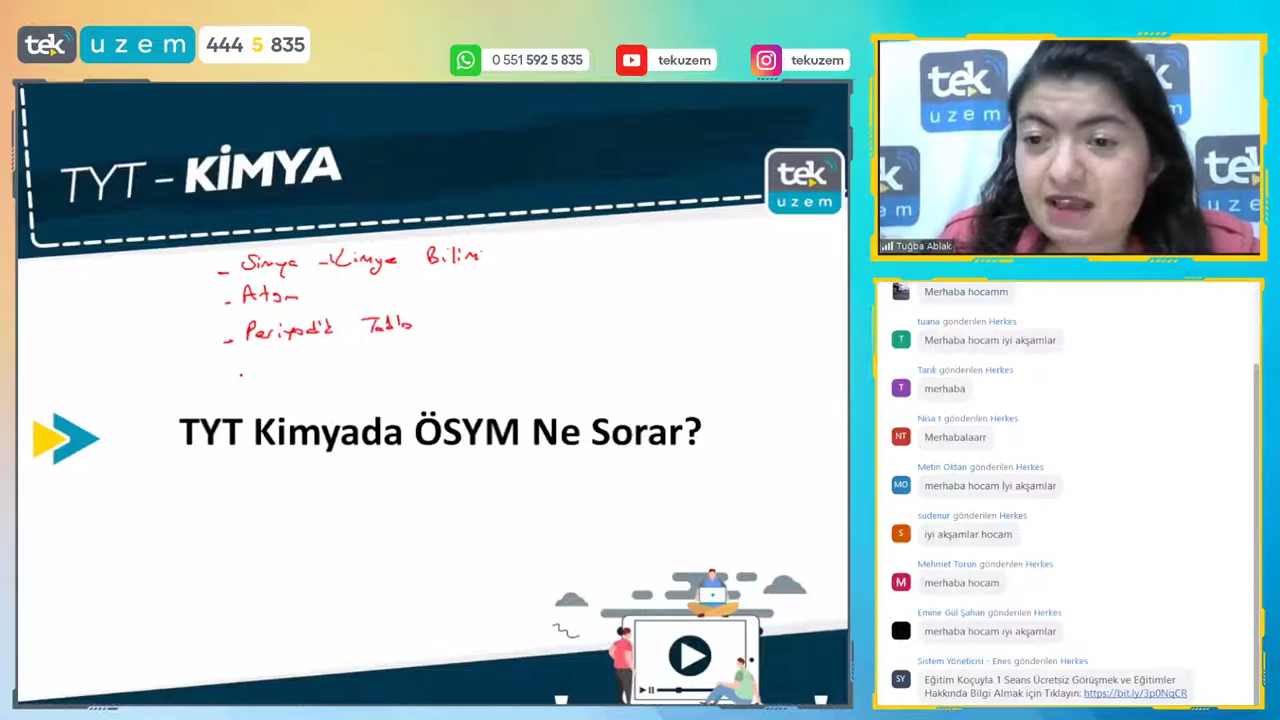 tek uzem 444 5 835
0 551 592 5 835
tekuzem
tekuzem
TYT - KİMYA
tek
uzem
- Simya - Kimya Bilimi
- Atom
- Periyodik Tablo
TYT Kimyada ÖSYM Ne Sorar?
tek
uzem
Tuğba Ablak
Merhaba hocamm
tuana gönderilen Herkes
T
Merhaba hocam iyi akşamlar
Tarık gönderilen Herkes
T
merhaba
Nisa t gönderilen Herkes
NT
Merhabalaarr
Metin Oktan gönderilen Herkes
MO
merhaba hocam İyi akşamlar
sudenur gönderilen Herkes
S
iyi akşamlar hocam
Mehmet Torun gönderilen Herkes
M
merhaba hocam
Emine Gül Şahan gönderilen Herkes
merhaba hocam ıyi akşamlar
Sistem Yöneticisi - Enes gönderilen Herkes
SY
Eğitim Koçuyla 1 Seans Ücretsiz Görüşmek ve Eğitimler
Hakkında Bilgi Almak için Tıklayın: https://bit.ly/3p0NqCR